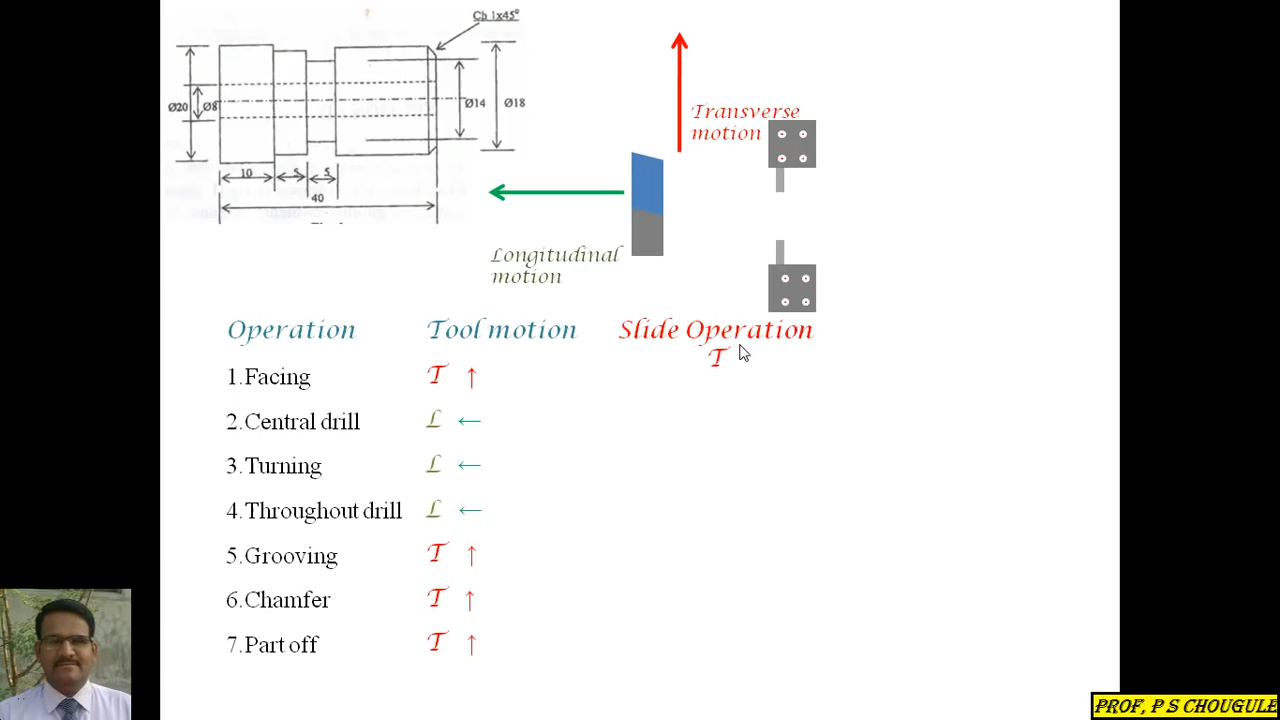 Ch 1x45°
Ø20
Ø8
Ø14
Ø18
10
5
5
40
Transverse
motion
Longitudinal
motion
Operation Tool motion Slide Operation
T
1.Facing T ↑
2.Central drill L ←
3.Turning L ←
4.Throughout drill L ←
5.Grooving T ↑
6.Chamfer T ↑
7.Part off T ↑
PROF, P S CHOUGULE